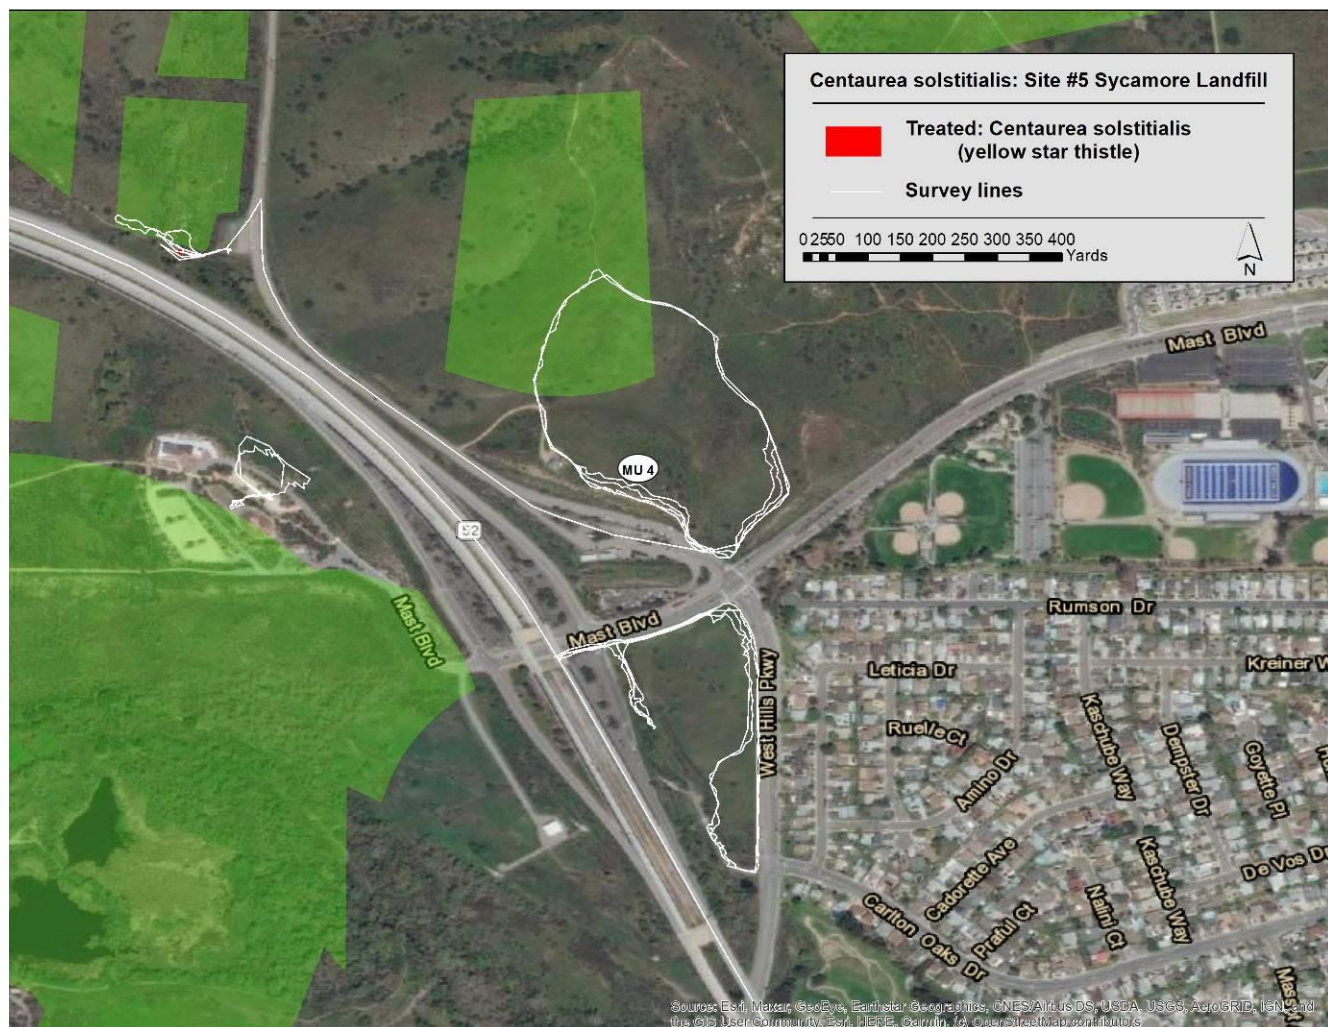 Centaurea solstitialis: Site #5 Sycamore Landfill
Treated: Centaurea solstitialis
(yellow star thistle)
Survey lines
0 25 50 100 150 200 250 300 350 400
Yards
N
Mast Blvd
MU 4
52
Mast Blvd
Mast Blvd
West Hills Pkwy
Rumson Dr
Leticia Dr
Kreiner W
Ruelle Ct
Amino Dr
Kaschube Way
Dempster Dr
Goyette Pl
Cadorette Ave
Kaschube Way
De Vos Dr
Carlton Oaks Dr
Praful Ct
Nalini Ct
Source: Esri, Maxar, GeoEye, Earthstar Geographics, CNES/Airbus DS, USDA, USGS, AeroGRID, IGN, and
the GIS User Community, Esri, HERE, Garmin, (c) OpenStreetMap contributors